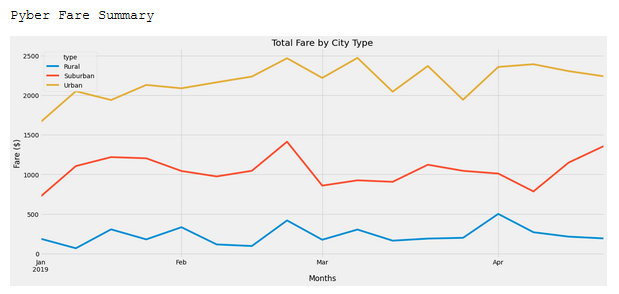 Pyber Fare Summary
Total Fare by City Type
type
Rural
Suburban
Urban
2500
2000
1500
1000
500
0
Fare ($)
Jan Feb Mar Apr
2019
Months